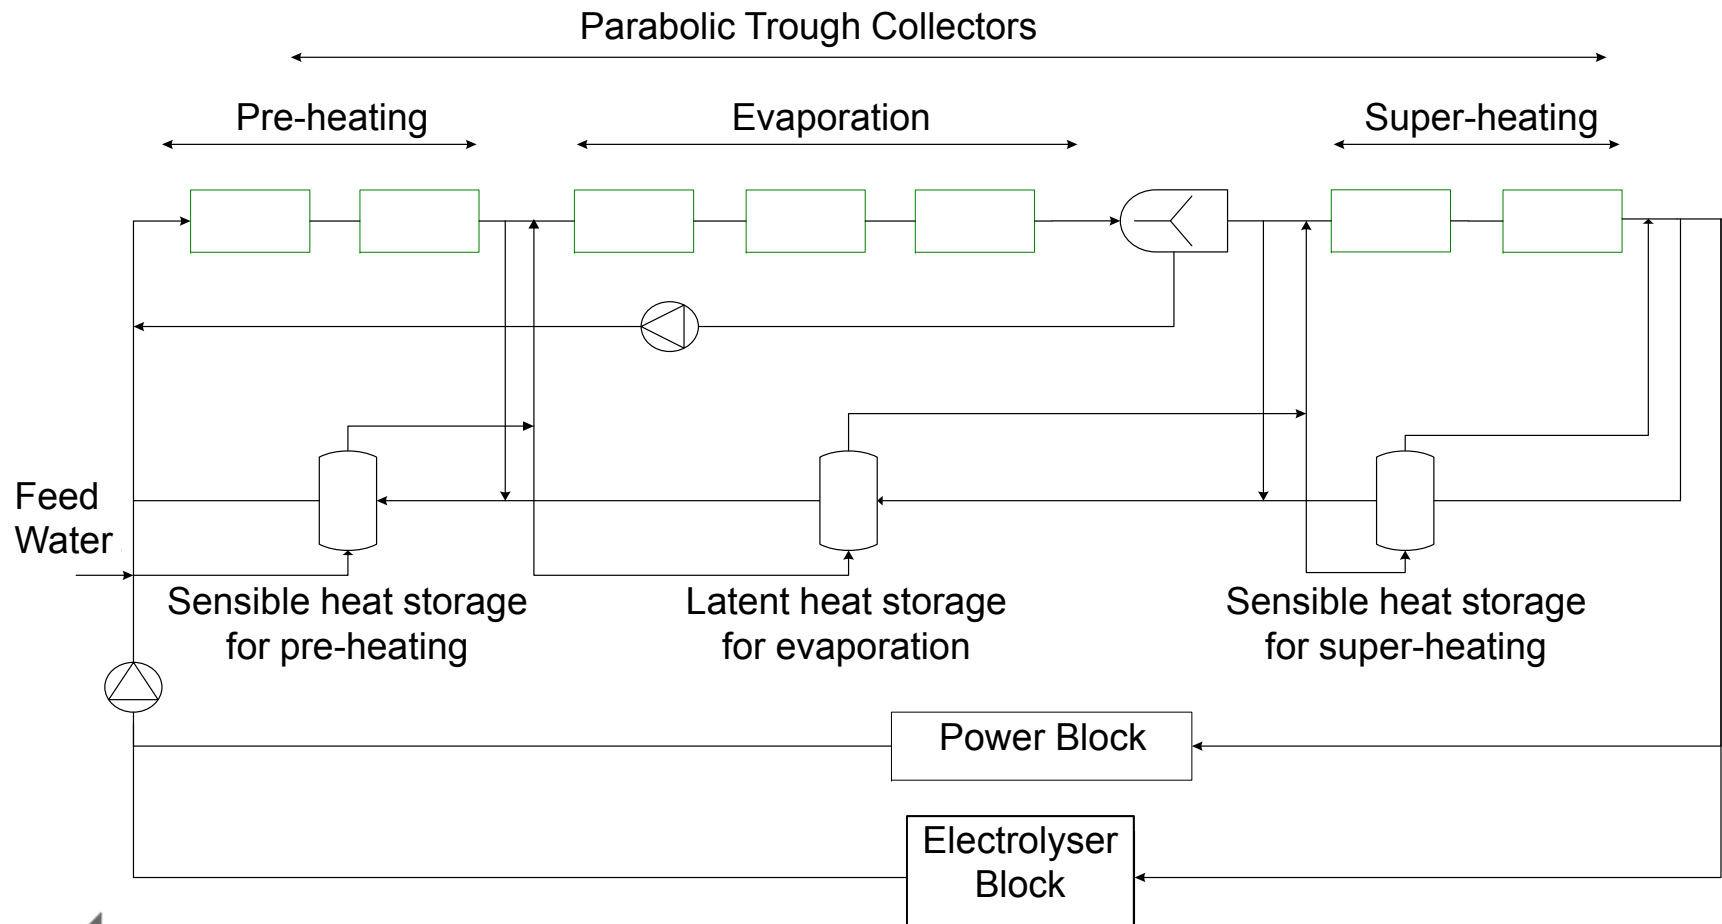 Parabolic Trough Collectors
Pre-heating
Evaporation
Super-heating
Feed
Water
Sensible heat storage
for pre-heating
Latent heat storage
for evaporation
Sensible heat storage
for super-heating
Power Block
Electrolyser
Block